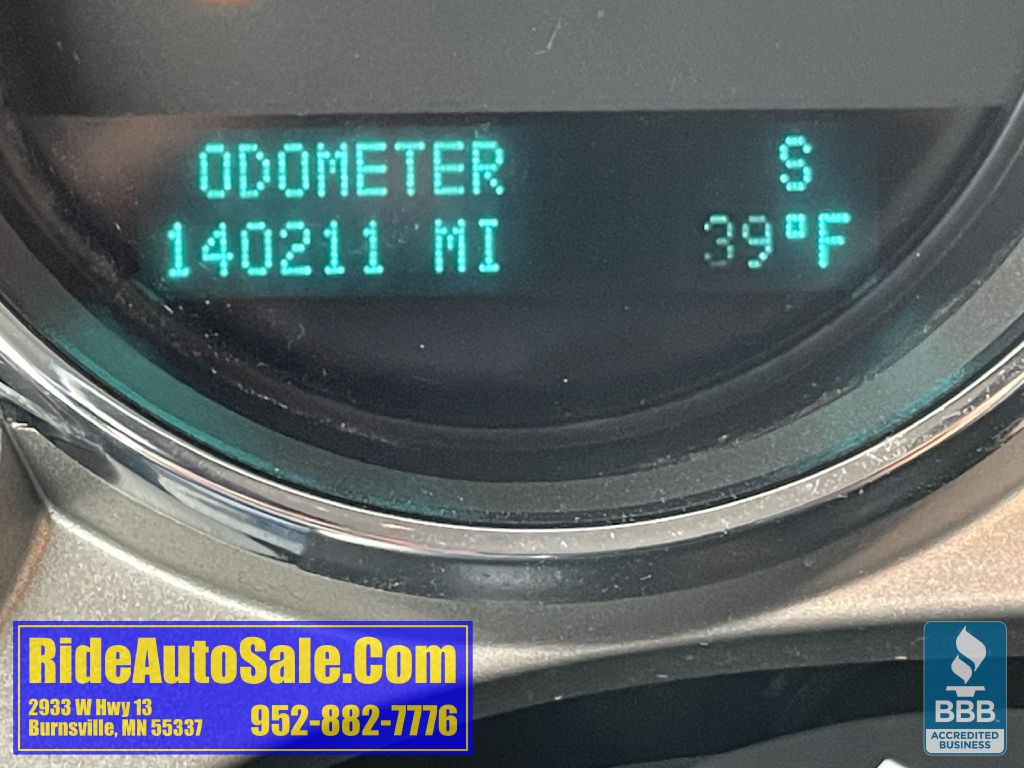 ODOMETER S
140211 MI 39°F
RideAutoSale.Com
2933 W Hwy 13
Burnsville, MN 55337
952-882-7776
BBB
ACCREDITED
BUSINESS